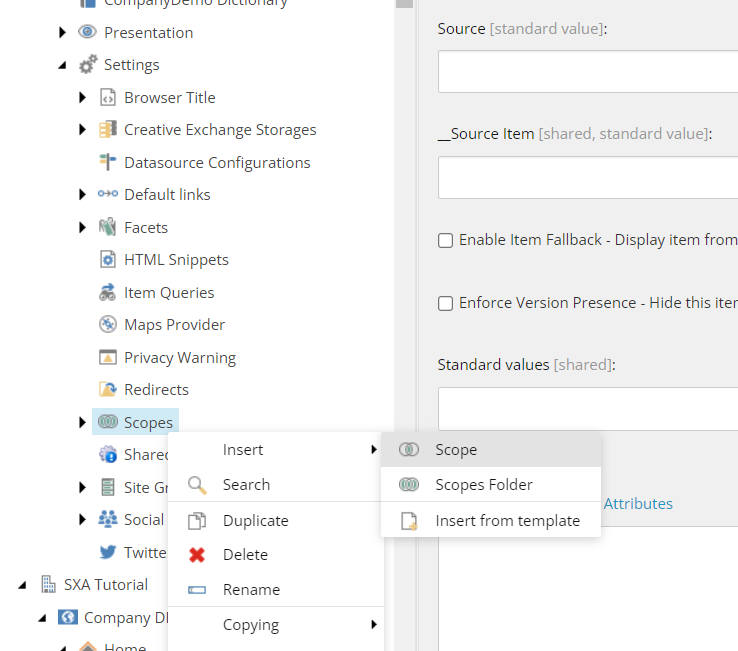 CompanyDemo Dictionary
Presentation
Settings
Browser Title
Creative Exchange Storages
Datasource Configurations
Default links
Facets
HTML Snippets
Item Queries
Maps Provider
Privacy Warning
Redirects
Scopes
Shared
Site Gr
Social
Twitte
SXA Tutorial
Company D
Home
Insert
Search
Duplicate
Delete
Rename
Copying
Scope
Scopes Folder
Insert from template
Source [standard value]:
__Source Item [shared, standard value]:
Enable Item Fallback - Display item from
Enforce Version Presence - Hide this iter
Standard values [shared]:
Attributes